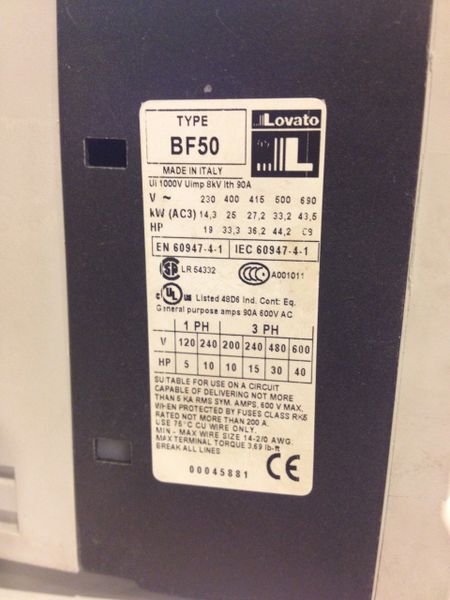 TYPE
BF50
Lovato
L
MADE IN ITALY
Ui 1000V Uimp 8kV Ith 90A
V ~ 230 400 415 500 690
kW (AC3) 14,3 25 27,2 33,2 43,5
HP 19 33,3 36,2 44,2
EN 60947-4-1 IEC 60947-4-1
LR 54332 CCC A001011
c UL us Listed 48D6 Ind. Cont: Eq.
General purpose amps 90A 600V AC
1 PH 3 PH
V 120 240 200 240 480 600
HP 5 10 10 15 30 40
SUITABLE FOR USE ON A CIRCUIT
CAPABLE OF DELIVERING NOT MORE
THAN 5 KA RMS SYM. AMPS, 600 V MAX.
WHEN PROTECTED BY FUSES CLASS RK5
RATED NOT MORE THAN 200 A.
USE 75°C CU WIRE ONLY.
MIN - MAX WIRE SIZE 14-2/0 AWG.
MAX TERMINAL TORQUE 3,69 lb-ft
BREAK ALL LINES
00045881
CE